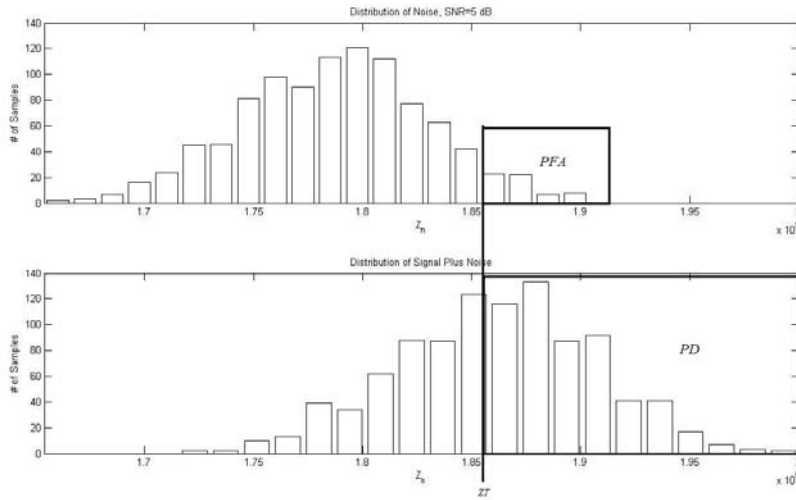 Distribution of Noise, SNR=5 dB
140
120
100
80
60
40
20
0
# of Samples
PFA
1.7 1.75 1.8 1.85 1.9 1.95
Zn
Distribution of Signal Plus Noise
140
120
100
80
60
40
20
0
# of Samples
PD
1.7 1.75 1.8 1.85 1.9 1.95
Zs
ZT